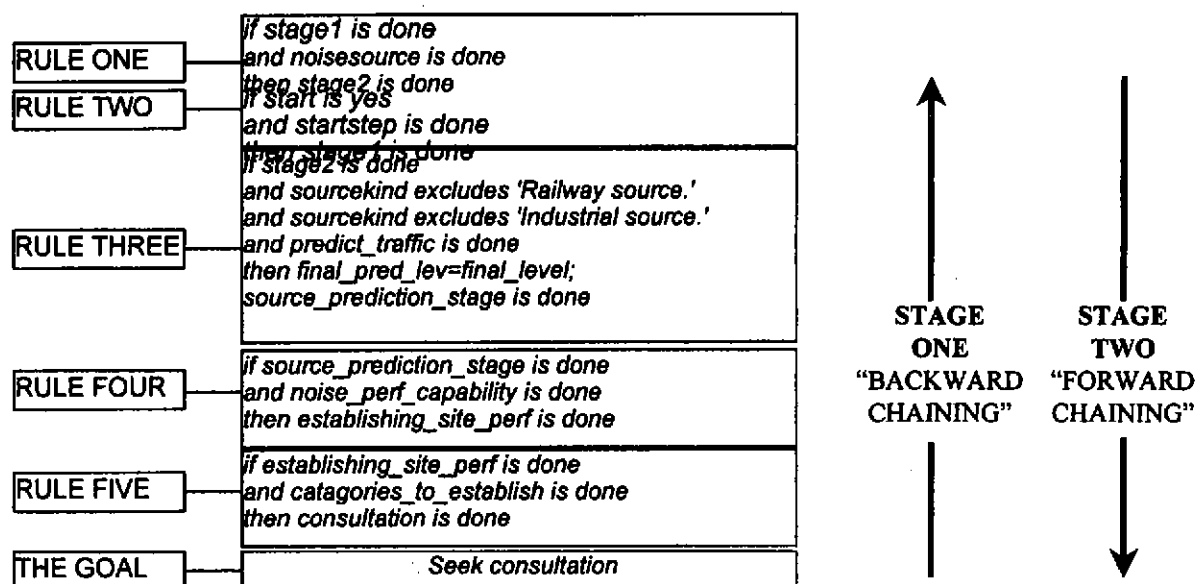 RULE ONE
if stage1 is done
and noisesource is done
then stage2 is done
RULE TWO
if start is yes
and startstep is done
then stage1 is done
RULE THREE
if stage2 is done
and sourcekind excludes 'Railway source.'
and sourcekind excludes 'Industrial source.'
and predict_traffic is done
then final_pred_lev=final_level;
source_prediction_stage is done
RULE FOUR
if source_prediction_stage is done
and noise_perf_capability is done
then establishing_site_perf is done
RULE FIVE
if establishing_site_perf is done
and catagories_to_establish is done
then consultation is done
THE GOAL
Seek consultation
STAGE
ONE
“BACKWARD
CHAINING”
STAGE
TWO
“FORWARD
CHAINING”